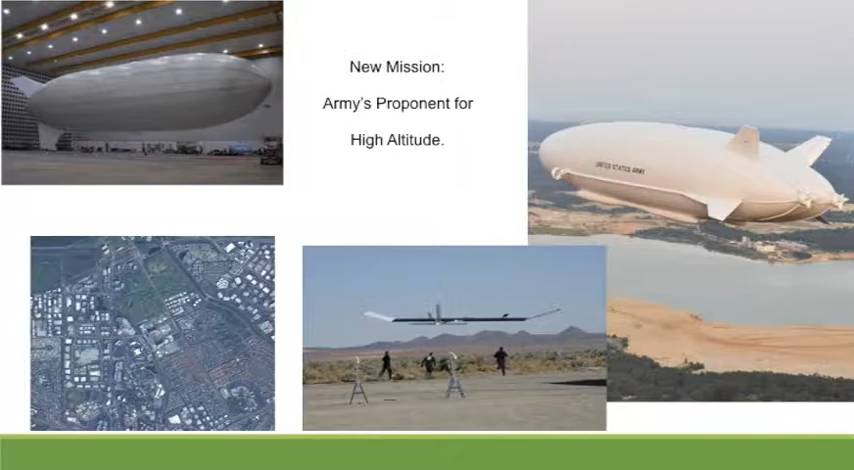 New Mission:
Army's Proponent for
High Altitude.
UNITED STATES ARMY